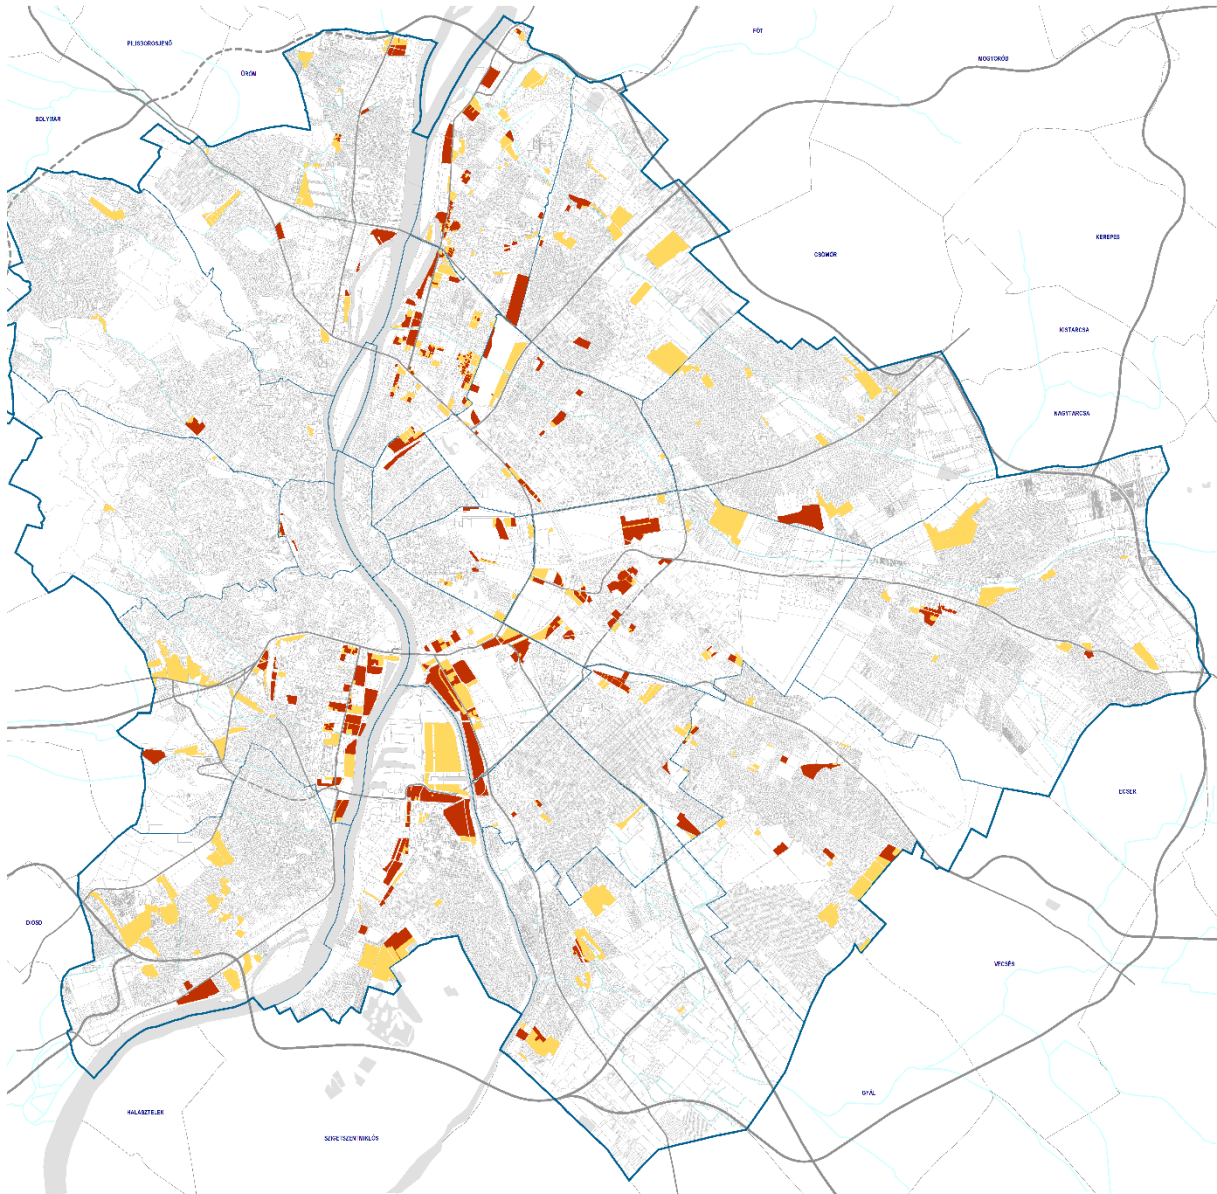 FÓT
PILISBOROSJENŐ
MOGYORÓD
ÜRÖM
SOLYMÁR
KEREPES
CSÖMÖR
KISTARCSA
NAGYTARCSA
ECSER
DIÓSD
VECSÉS
GYÁL
HALÁSZTELEK
SZIGETSZENTMIKLÓS